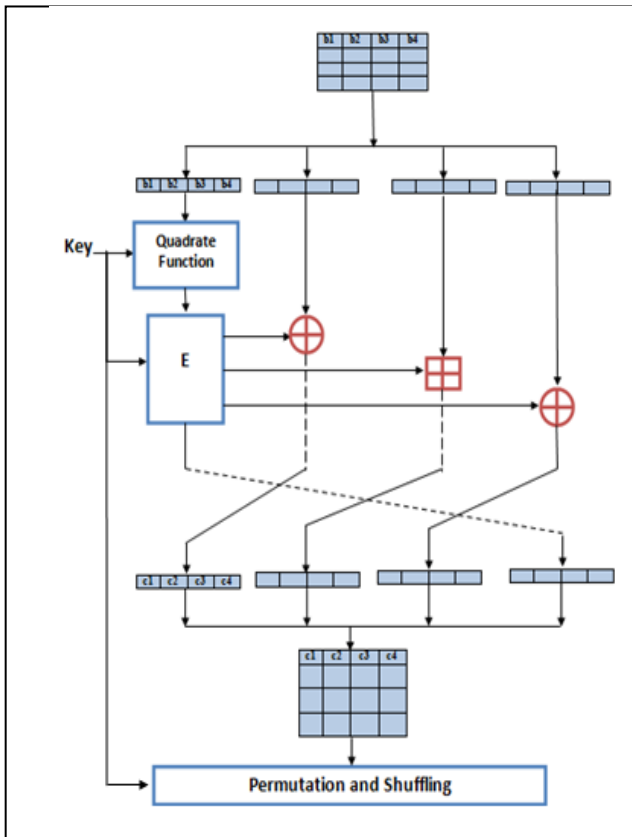 b1 b2 b3 b4
b1 b2 b3 b4
Key
Quadrate
Function
E
c1 c2 c3 c4
c1 c2 c3 c4
Permutation and Shuffling